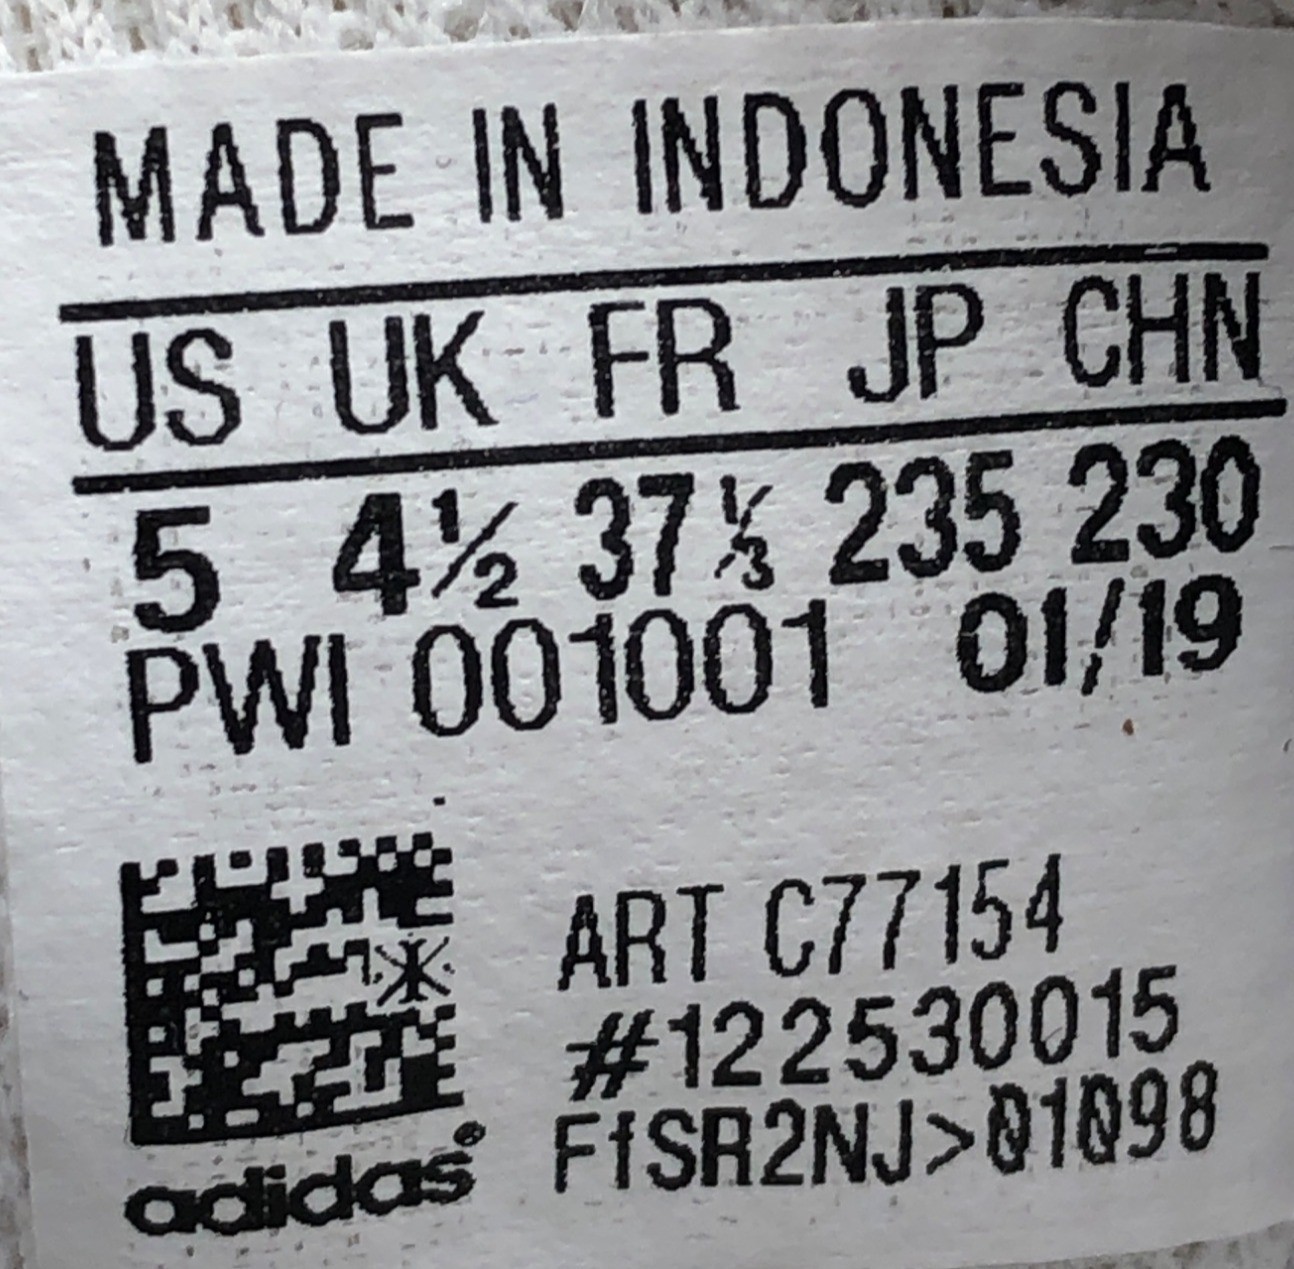 MADE IN INDONESIA
US UK FR JP CHN
5 4½ 37⅓ 235 230
PWI 001001 01/19
ART C77154
#122530015
F1SR2NJ>01098
adidas®